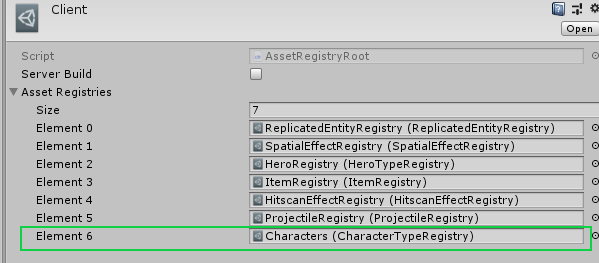 Client
Open
Script AssetRegistryRoot
Server Build
Asset Registries
Size 7
Element 0 ReplicatedEntityRegistry (ReplicatedEntityRegistry)
Element 1 SpatialEffectRegistry (SpatialEffectRegistry)
Element 2 HeroRegistry (HeroTypeRegistry)
Element 3 ItemRegistry (ItemRegistry)
Element 4 HitscanEffectRegistry (HitscanEffectRegistry)
Element 5 ProjectileRegistry (ProjectileRegistry)
Element 6 Characters (CharacterTypeRegistry)